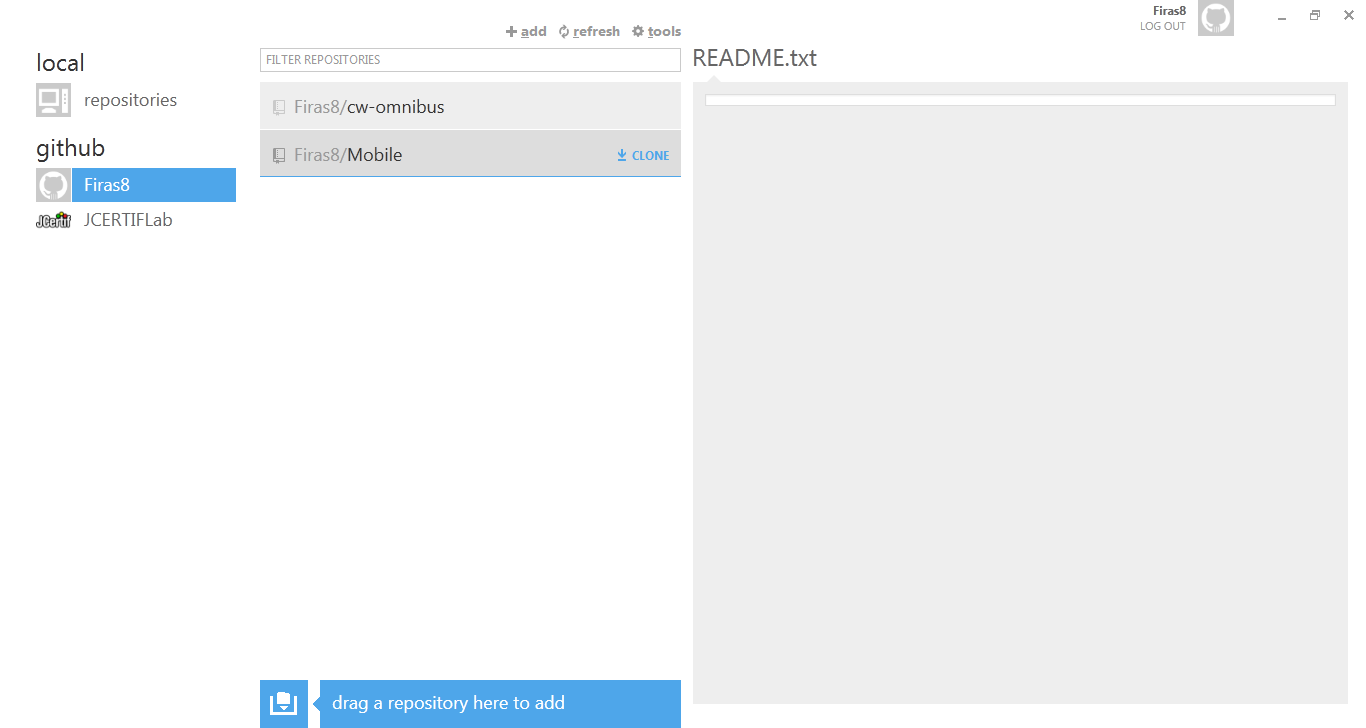 Firas8
LOG OUT
add refresh tools
local
repositories
github
Firas8
JCertif JCERTIFLab
FILTER REPOSITORIES
Firas8/cw-omnibus
Firas8/Mobile CLONE
drag a repository here to add
README.txt